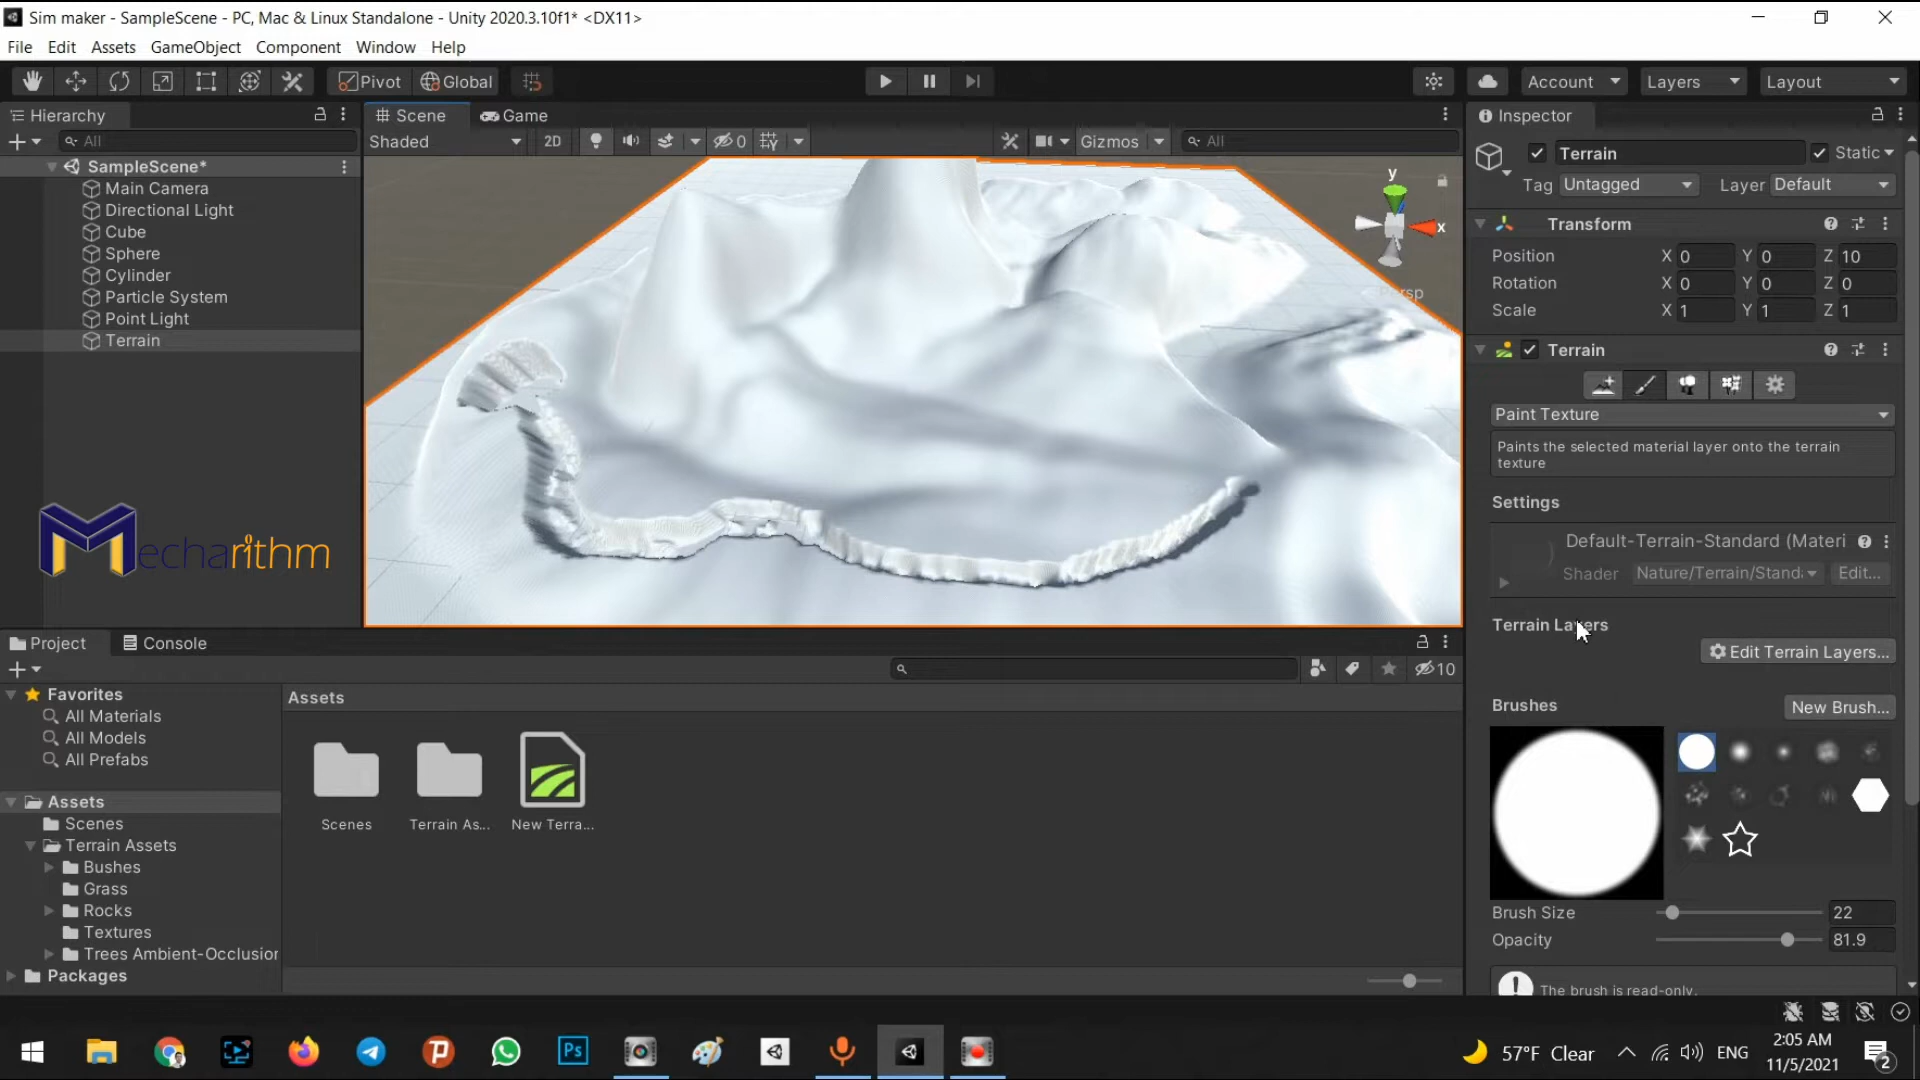 Sim maker - SampleScene - PC, Mac & Linux Standalone - Unity 2020.3.10f1* <DX11>
File Edit Assets GameObject Component Window Help
Pivot Global Account Layers Layout
Hierarchy
All
SampleScene*
Main Camera
Directional Light
Cube
Sphere
Cylinder
Particle System
Point Light
Terrain
Mecharithm
Scene Game
Shaded 2D 0 Gizmos All
y
x
Persp
Inspector
Terrain Static
Tag Untagged Layer Default
Transform
Position X 0 Y 0 Z 10
Rotation X 0 Y 0 Z 0
Scale X 1 Y 1 Z 1
Terrain
Paint Texture
Paints the selected material layer onto the terrain
texture
Settings
Default-Terrain-Standard (Materi
Shader Nature/Terrain/Stand: Edit...
Terrain Layers
Edit Terrain Layers...
Brushes New Brush...
Brush Size 22
Opacity 81.9
The brush is read-only.
Project Console
10
Favorites
All Materials
All Models
All Prefabs
Assets
Scenes
Terrain Assets
Bushes
Grass
Rocks
Textures
Trees Ambient-Occlusion
Packages
Assets
Scenes Terrain As... New Terra...
Ps
57°F Clear ENG
2:05 AM
11/5/2021
2